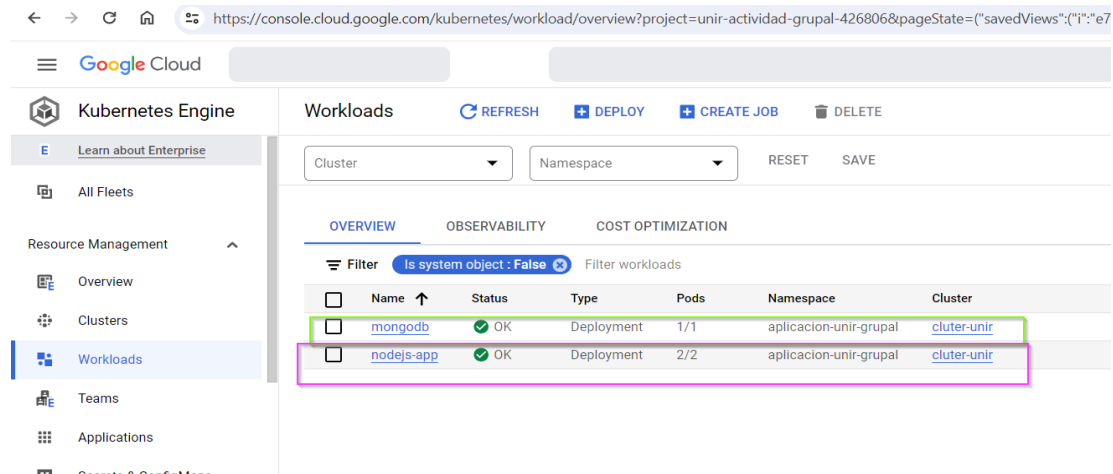 https://console.cloud.google.com/kubernetes/workload/overview?project=unir-actividad-grupal-426806&pageState=("savedViews":("i":"e7
Google Cloud
Kubernetes Engine
Workloads REFRESH DEPLOY CREATE JOB DELETE
E Learn about Enterprise
Cluster Namespace RESET SAVE
All Fleets
OVERVIEW OBSERVABILITY COST OPTIMIZATION
Resource Management
Filter Is system object : False Filter workloads
E Overview
Name Status Type Pods Namespace Cluster
Clusters
mongodb OK Deployment 1/1 aplicacion-unir-grupal cluter-unir
Workloads
nodejs-app OK Deployment 2/2 aplicacion-unir-grupal cluter-unir
E Teams
Applications
Secrets & ConfigMaps